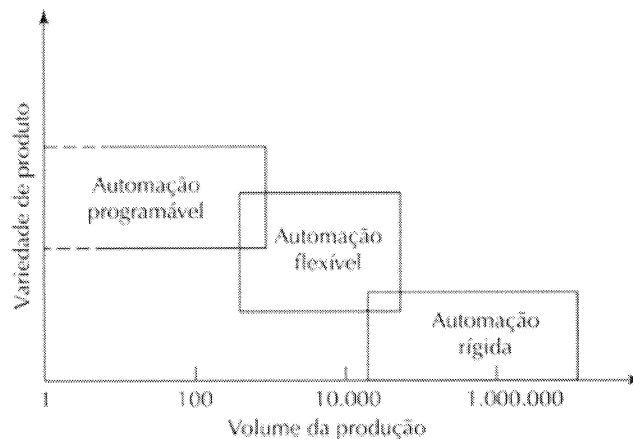 Variedade de produto
Automação
programável
Automação
flexível
Automação
rígida
1
100
10.000
1.000.000
Volume da produção